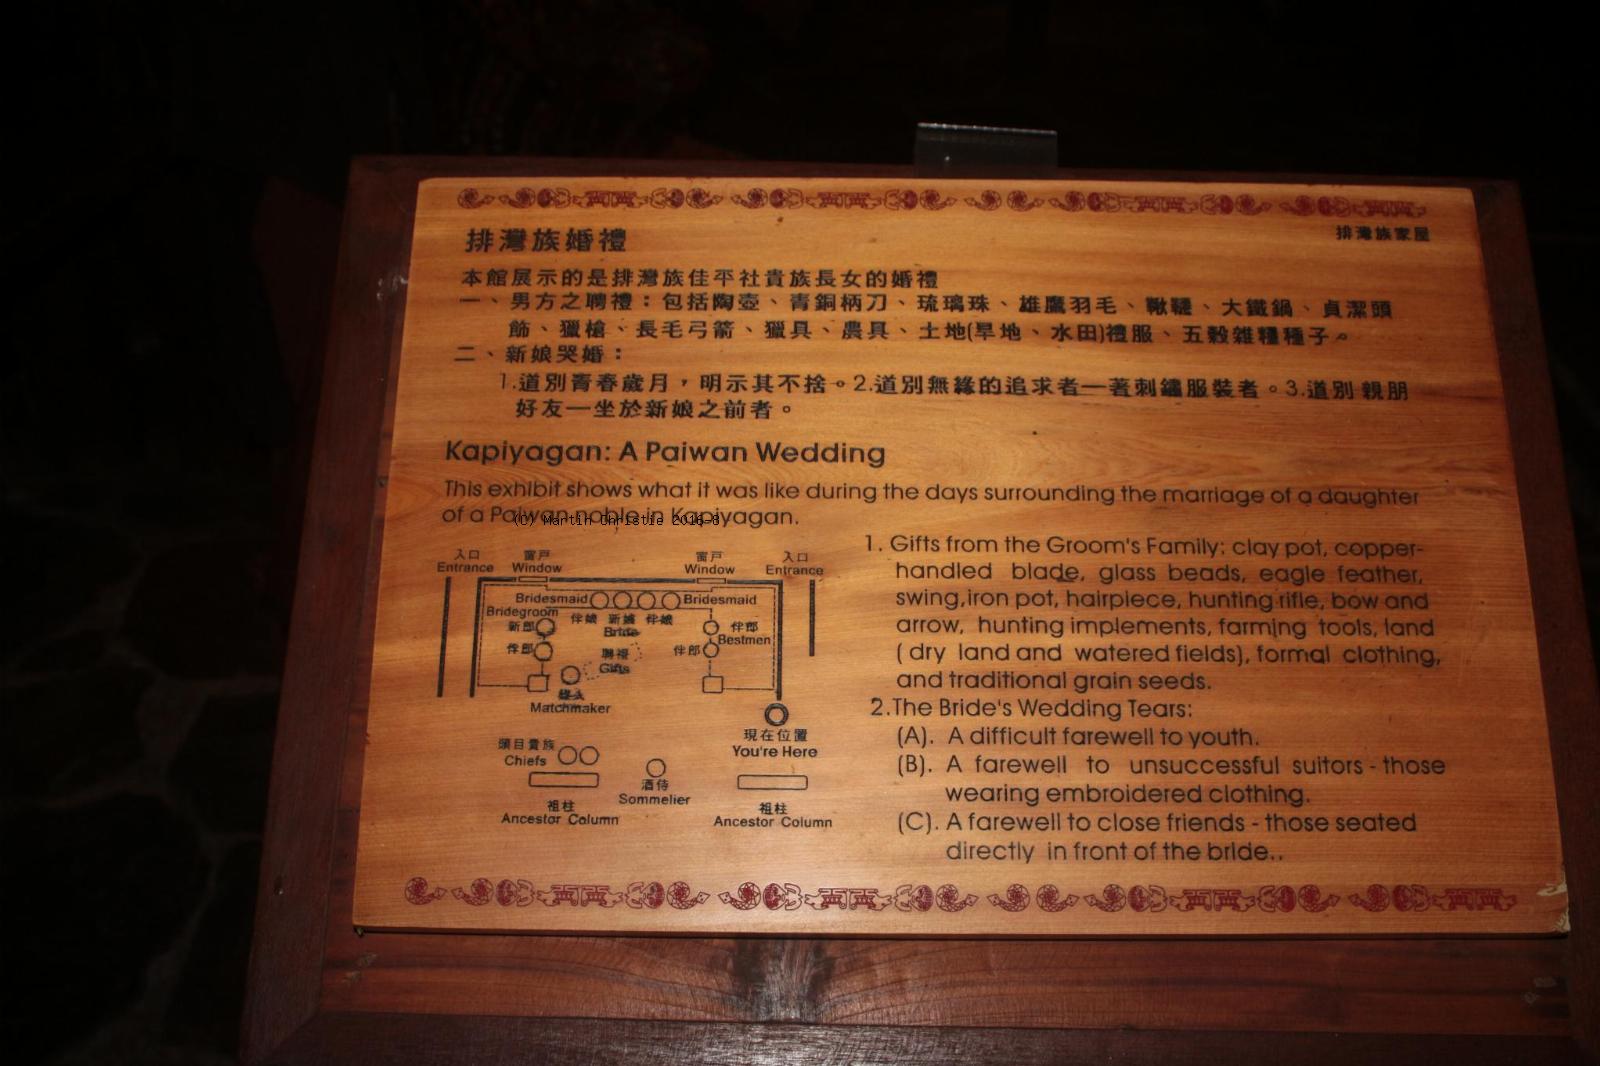 排灣族婚禮
排灣族家屋
本館展示的是排灣族佳平社貴族長女的婚禮
一、男方之聘禮：包括陶壺、青銅柄刀、琉璃珠、雄鷹羽毛、鞦韆、大鐵鍋、貞潔頭
飾、獵槍、長毛弓箭、獵具、農具、土地(旱地、水田)禮服、五穀雜糧種子。
二、新娘哭婚：
1.道別青春歲月，明示其不捨。2.道別無緣的追求者—著刺繡服裝者。3.道別親朋
好友—坐於新娘之前者。
Kapiyagan: A Paiwan Wedding
This exhibit shows what it was like during the days surrounding the marriage of a daughter
of a Paiwan noble in Kapiyagan.
(C) Martin Christie 2016-8
入口 窗戶 窗戶 入口
Entrance Window Window Entrance
Bridesmaid Bridesmaid
Bridegroom 伴娘 新娘 伴娘
新郎 Bride 伴郎
Bestmen
伴郎 聘禮 伴郎
Gifts
媒人
Matchmaker
現在位置
You're Here
頭目貴族
Chiefs
酒侍
Sommelier
祖柱 祖柱
Ancestor Column Ancestor Column
1. Gifts from the Groom's Family: clay pot, copper-
handled blade, glass beads, eagle feather,
swing,iron pot, hairpiece, hunting rifle, bow and
arrow, hunting implements, farming tools, land
( dry land and watered fields), formal clothing,
and traditional grain seeds.
2.The Bride's Wedding Tears:
(A). A difficult farewell to youth.
(B). A farewell to unsuccessful suitors - those
wearing embroidered clothing.
(C). A farewell to close friends - those seated
directly in front of the bride..